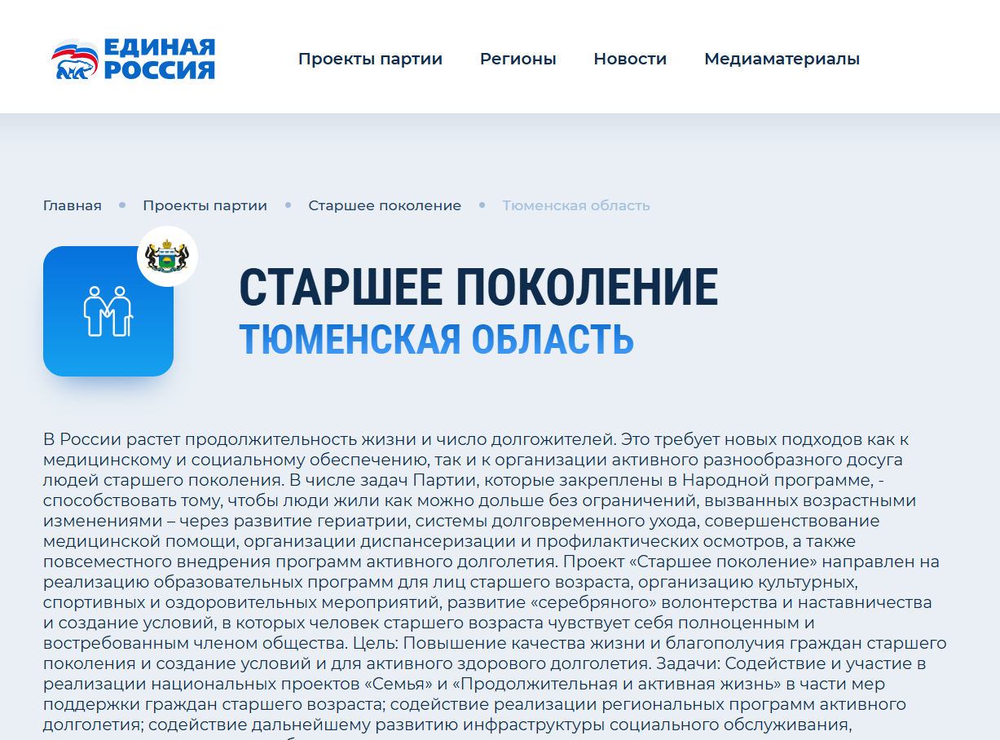 ЕДИНАЯ
РОССИЯ
Проекты партии Регионы Новости Медиаматериалы
Главная Проекты партии Старшее поколение Тюменская область
СТАРШЕЕ ПОКОЛЕНИЕ
ТЮМЕНСКАЯ ОБЛАСТЬ
В России растет продолжительность жизни и число долгожителей. Это требует новых подходов как к
медицинскому и социальному обеспечению, так и к организации активного разнообразного досуга
людей старшего поколения. В числе задач Партии, которые закреплены в Народной программе, -
способствовать тому, чтобы люди жили как можно дольше без ограничений, вызванных возрастными
изменениями – через развитие гериатрии, системы долговременного ухода, совершенствование
медицинской помощи, организации диспансеризации и профилактических осмотров, а также
повсеместного внедрения программ активного долголетия. Проект «Старшее поколение» направлен на
реализацию образовательных программ для лиц старшего возраста, организацию культурных,
спортивных и оздоровительных мероприятий, развитие «серебряного» волонтерства и наставничества
и создание условий, в которых человек старшего возраста чувствует себя полноценным и
востребованным членом общества. Цель: Повышение качества жизни и благополучия граждан старшего
поколения и создание условий и для активного здорового долголетия. Задачи: Содействие и участие в
реализации национальных проектов «Семья» и «Продолжительная и активная жизнь» в части мер
поддержки граждан старшего возраста; содействие реализации региональных программ активного
долголетия; содействие дальнейшему развитию инфраструктуры социального обслуживания,